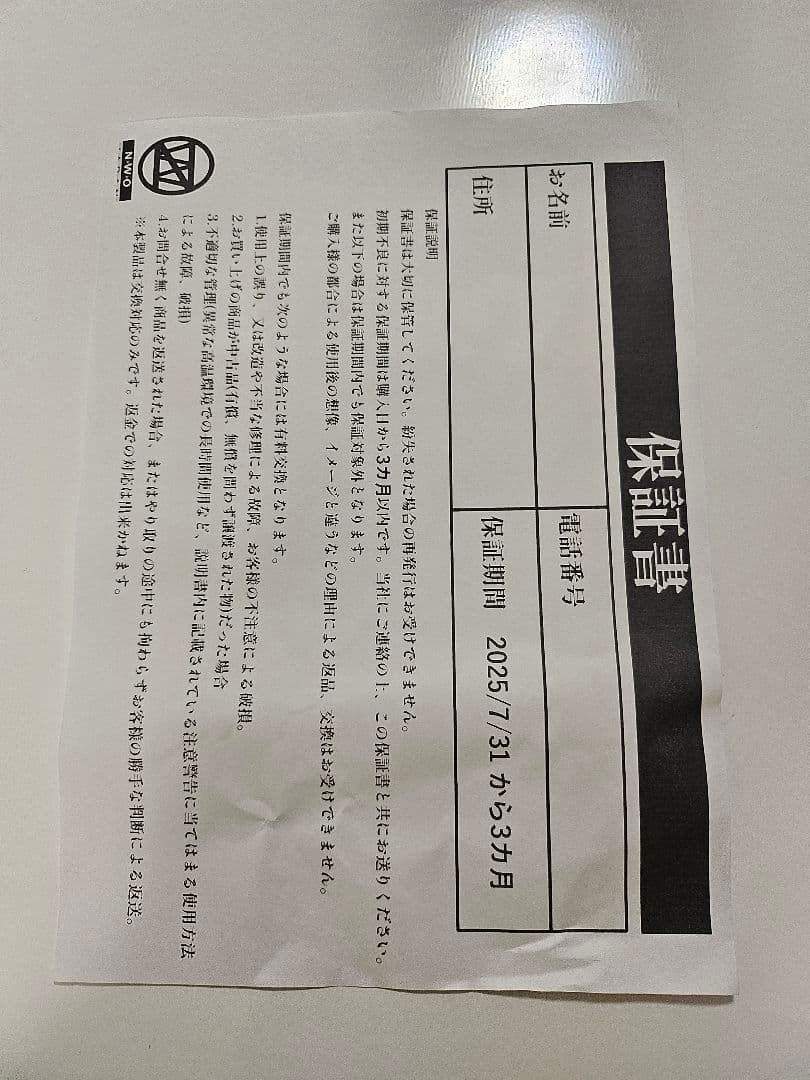 保証書
お名前
電話番号
住所
保証期間 2025/7/31 から3カ月
保証説明
保証書は大切に保管してください。紛失された場合の再発行はお受けできません。
初期不良に対する保証期間は購入日から3カ月以内です。当社にご連絡の上、この保証書と共にお送りください。
また以下の場合は保証期間内でも保証対象外となります。
ご購入様の都合による使用後の想像、イメージと違うなどの理由による返品、交換はお受けできません。
保証期間内でも次のような場合には有料交換となります。
1.使用上の誤り、又は改造や不当な修理による故障、お客様の不注意による破損。
2.お買い上げの商品が中古品(有償、無償を問わず譲渡された物)だった場合
3.不適切な管理(異常な高温環境での長時間使用など、説明書内に記載されている注意警告に当てはまる使用方法
による故障、破損)
4.お問合せ無く商品を返送された場合、またはやり取りの途中にも拘わらずお客様の勝手な判断による返送。
※本製品は交換対応のみです。返金での対応は出来かねます。
N·W·O